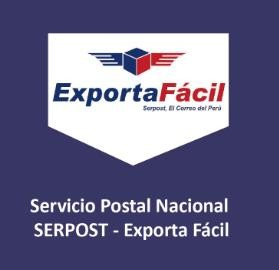 ExportaFácil
Serpost, El Correo del Perú
Servicio Postal Nacional
SERPOST - Exporta Fácil